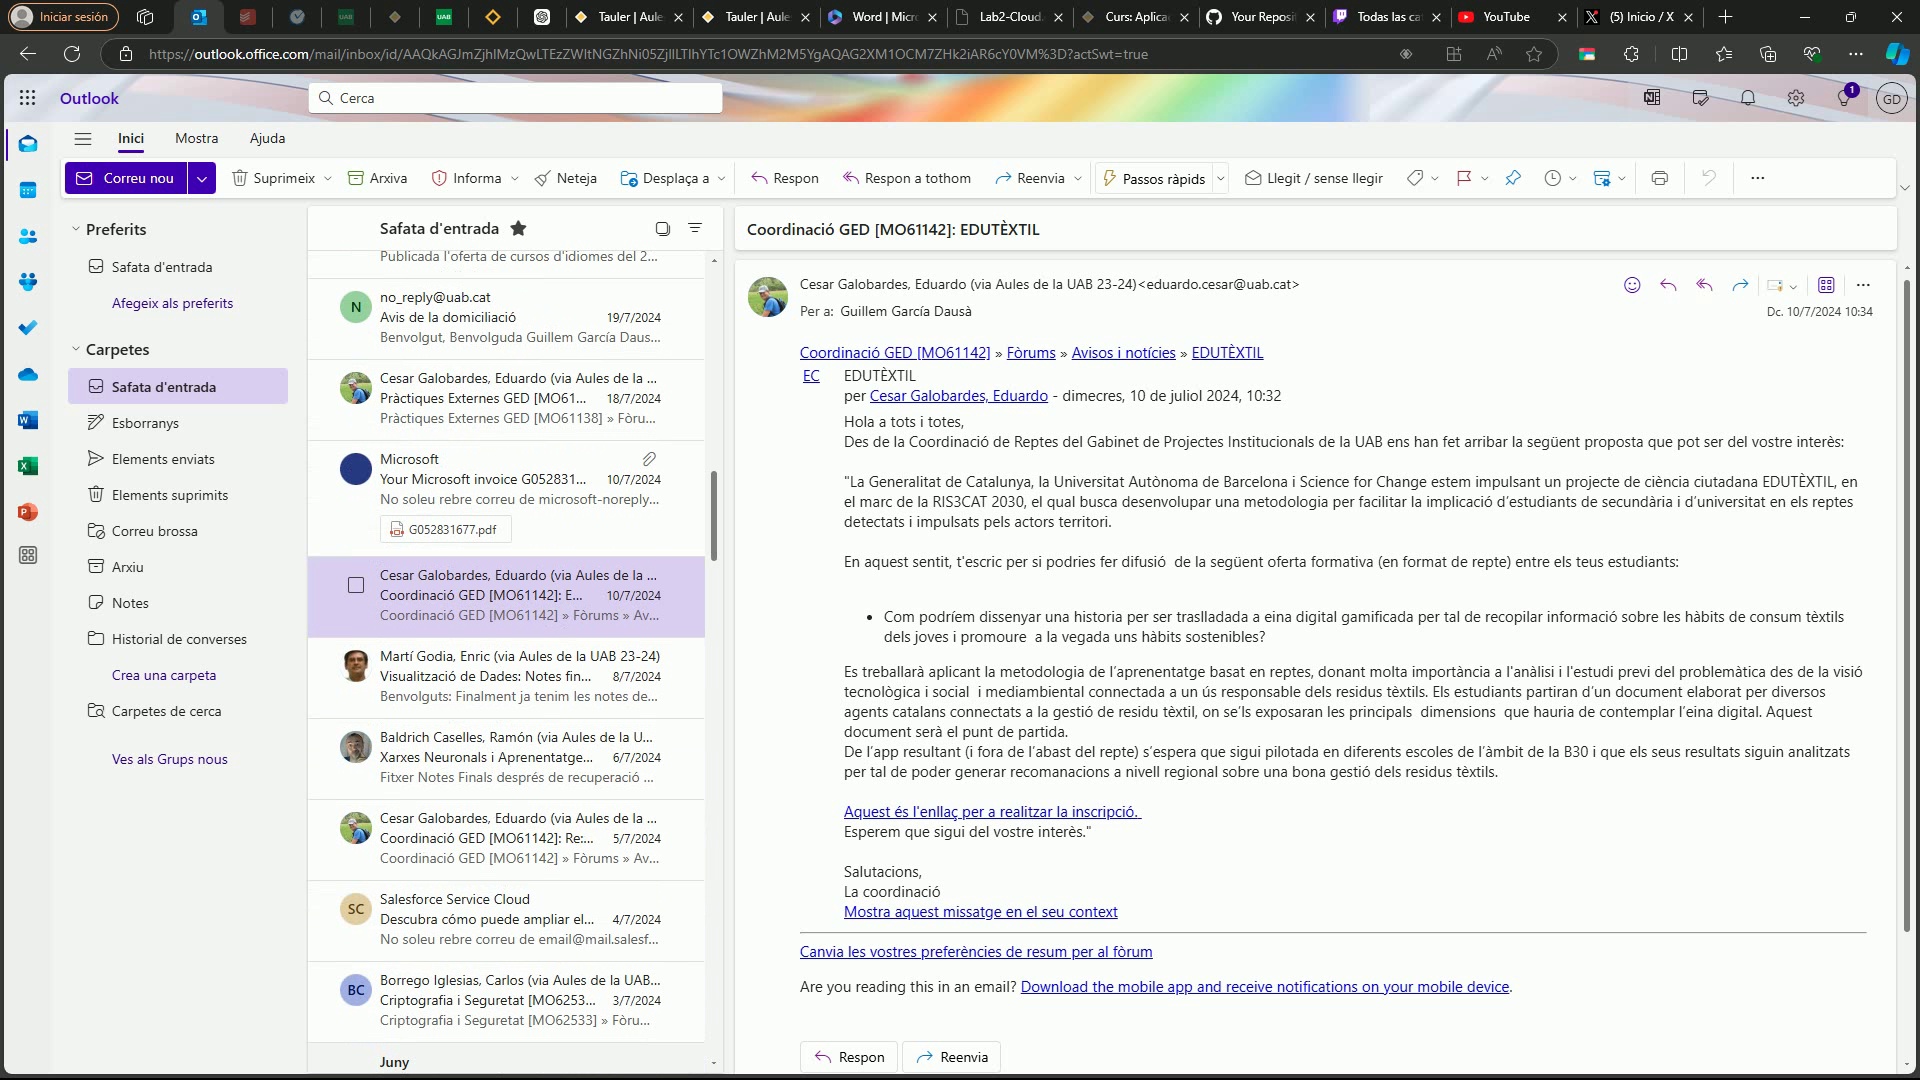 Iniciar sesión
Tauler | Aule
Tauler | Aule
Word | Micr
Lab2-Cloud.
Curs: Aplica
Your Reposi
Todas las ca
YouTube
(5) Inicio / X
https://outlook.office.com/mail/inbox/id/AAQkAGJmZjhlMzQwLTEzZWItNGZhNi05ZjllLTlhYTc1OWZhM2M5YgAQAG2XM1OCM7ZHk2iAR6cY0VM%3D?actSwt=true
Outlook
Cerca
1
GD
Inici
Mostra
Ajuda
Correu nou
Suprimeix
Arxiva
Informa
Neteja
Desplaça a
Respon
Respon a tothom
Reenvia
Passos ràpids
Llegit / sense llegir
Preferits
Safata d'entrada
Afegeix als preferits
Carpetes
Safata d'entrada
Esborranys
Elements enviats
Elements suprimits
Correu brossa
Arxiu
Notes
Historial de converses
Crea una carpeta
Carpetes de cerca
Ves als Grups nous
Safata d'entrada
Publicada l'oferta de cursos d'idiomes del 2...
N
no_reply@uab.cat
Avis de la domiciliació 19/7/2024
Benvolgut, Benvolguda Guillem García Daus...
Cesar Galobardes, Eduardo (via Aules de la ...
Pràctiques Externes GED [MO61... 18/7/2024
Pràctiques Externes GED [MO61138] » Fòru...
Microsoft
Your Microsoft invoice G052831... 10/7/2024
No soleu rebre correu de microsoft-noreply...
G052831677.pdf
Cesar Galobardes, Eduardo (via Aules de la ...
Coordinació GED [MO61142]: E... 10/7/2024
Coordinació GED [MO61142] » Fòrums » Av...
Martí Godia, Enric (via Aules de la UAB 23-24)
Visualització de Dades: Notes fin... 8/7/2024
Benvolguts: Finalment ja tenim les notes de...
Baldrich Caselles, Ramón (via Aules de la U...
Xarxes Neuronals i Aprenentatge... 6/7/2024
Fitxer Notes Finals després de recuperació ...
Cesar Galobardes, Eduardo (via Aules de la ...
Coordinació GED [MO61142]: Re:... 5/7/2024
Coordinació GED [MO61142] » Fòrums » Av...
SC
Salesforce Service Cloud
Descubra cómo puede ampliar el... 4/7/2024
No soleu rebre correu de email@mail.salesf...
BC
Borrego Iglesias, Carlos (via Aules de la UAB...
Criptografia i Seguretat [MO6253... 3/7/2024
Criptografia i Seguretat [MO62533] » Fòru...
Juny
Coordinació GED [MO61142]: EDUTÈXTIL
Cesar Galobardes, Eduardo (via Aules de la UAB 23-24)<eduardo.cesar@uab.cat>
Per a: Guillem García Dausà
Dc. 10/7/2024 10:34
Coordinació GED [MO61142] » Fòrums » Avisos i notícies » EDUTÈXTIL
EC
EDUTÈXTIL
per Cesar Galobardes, Eduardo - dimecres, 10 de juliol 2024, 10:32
Hola a tots i totes,
Des de la Coordinació de Reptes del Gabinet de Projectes Institucionals de la UAB ens han fet arribar la següent proposta que pot ser del vostre interès:
"La Generalitat de Catalunya, la Universitat Autònoma de Barcelona i Science for Change estem impulsant un projecte de ciència ciutadana EDUTÈXTIL, en
el marc de la RIS3CAT 2030, el qual busca desenvolupar una metodologia per facilitar la implicació d'estudiants de secundària i d'universitat en els reptes
detectats i impulsats pels actors territori.
En aquest sentit, t'escric per si podries fer difusió de la següent oferta formativa (en format de repte) entre els teus estudiants:
• Com podríem dissenyar una historia per ser traslladada a eina digital gamificada per tal de recopilar informació sobre les hàbits de consum tèxtils
dels joves i promoure a la vegada uns hàbits sostenibles?
Es treballarà aplicant la metodologia de l'aprenentatge basat en reptes, donant molta importància a l'anàlisi i l'estudi previ del problemàtica des de la visió
tecnològica i social i mediambiental connectada a un ús responsable dels residus tèxtils. Els estudiants partiran d'un document elaborat per diversos
agents catalans connectats a la gestió de residu tèxtil, on se'ls exposaran les principals dimensions que hauria de contemplar l'eina digital. Aquest
document serà el punt de partida.
De l'app resultant (i fora de l'abast del repte) s'espera que sigui pilotada en diferents escoles de l'àmbit de la B30 i que els seus resultats siguin analitzats
per tal de poder generar recomanacions a nivell regional sobre una bona gestió dels residus tèxtils.
Aquest és l'enllaç per a realitzar la inscripció.
Esperem que sigui del vostre interès."
Salutacions,
La coordinació
Mostra aquest missatge en el seu context
Canvia les vostres preferències de resum per al fòrum
Are you reading this in an email? Download the mobile app and receive notifications on your mobile device.
Respon
Reenvia